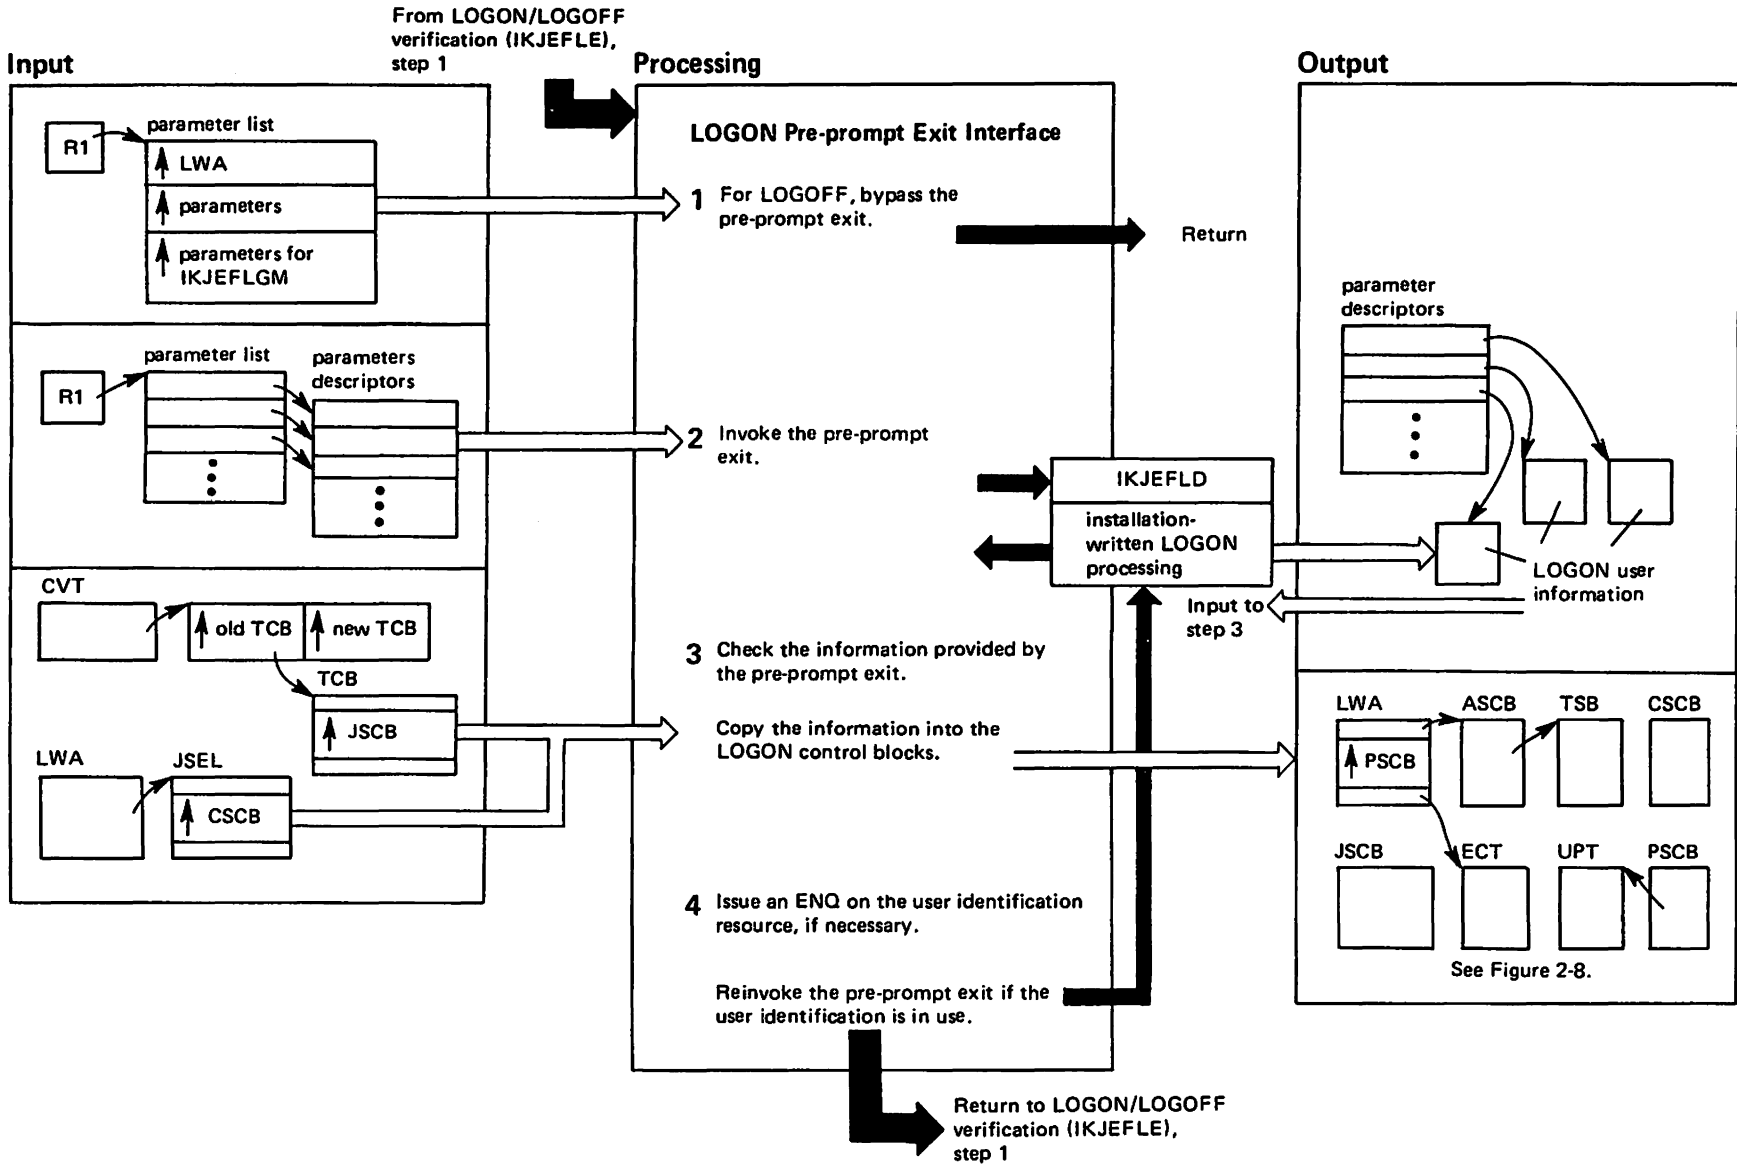 From LOGON/LOGOFF
verification (IKJEFLE),
step 1
Input
Processing
Output
R1
parameter list
LWA
parameters
parameters for
IKJEFLGM
LOGON Pre-prompt Exit Interface
1 For LOGOFF, bypass the
pre-prompt exit.
Return
parameter
descriptors
R1
parameter list
parameters
descriptors
2 Invoke the pre-prompt
exit.
IKJEFLD
installation-
written LOGON
processing
LOGON user
information
Input to
step 3
CVT
old TCB
new TCB
TCB
JSCB
LWA
JSEL
CSCB
3 Check the information provided by
the pre-prompt exit.
Copy the information into the
LOGON control blocks.
LWA
PSCB
ASCB
TSB
CSCB
JSCB
ECT
UPT
PSCB
See Figure 2-8.
4 Issue an ENQ on the user identification
resource, if necessary.
Reinvoke the pre-prompt exit if the
user identification is in use.
Return to LOGON/LOGOFF
verification (IKJEFLE),
step 1